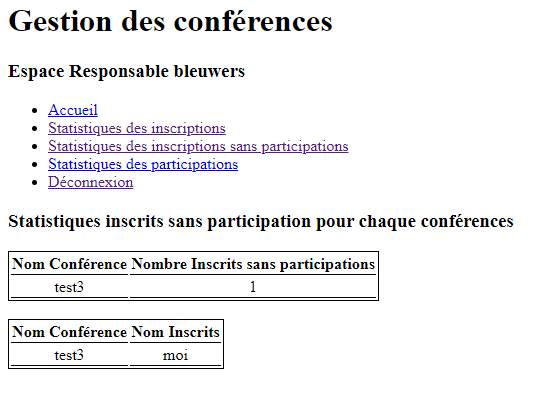 Gestion des conférences
Espace Responsable bleuwers
Accueil
Statistiques des inscriptions
Statistiques des inscriptions sans participations
Statistiques des participations
Déconnexion
Statistiques inscrits sans participation pour chaque conférences
Nom Conférence Nombre Inscrits sans participations
test3 1
Nom Conférence Nom Inscrits
test3 moi